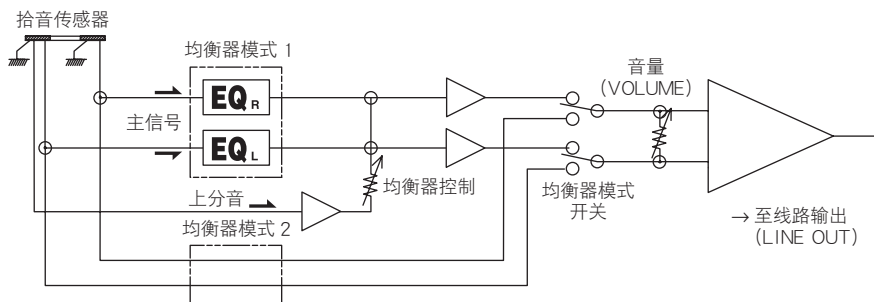 拾音传感器
均衡器模式 1
EQ R
主信号
EQ L
上分音
均衡器控制
均衡器模式 2
均衡器模式
开关
音量
(VOLUME)
→ 至线路输出
(LINE OUT)